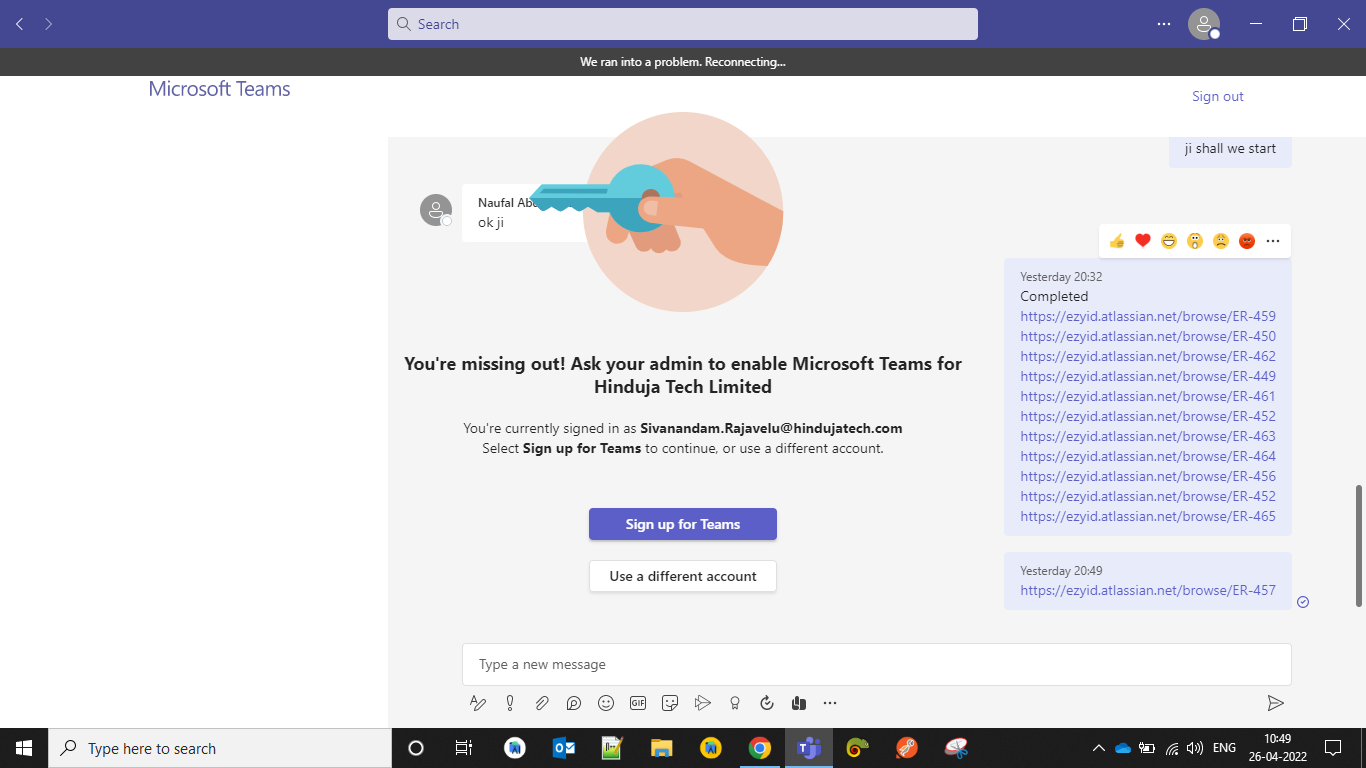 Search
We ran into a problem. Reconnecting...
Microsoft Teams
Sign out
ji shall we start
Naufal
ok ji
Yesterday 20:32
Completed
https://ezyid.atlassian.net/browse/ER-459
https://ezyid.atlassian.net/browse/ER-450
https://ezyid.atlassian.net/browse/ER-462
https://ezyid.atlassian.net/browse/ER-449
https://ezyid.atlassian.net/browse/ER-461
https://ezyid.atlassian.net/browse/ER-452
https://ezyid.atlassian.net/browse/ER-463
https://ezyid.atlassian.net/browse/ER-464
https://ezyid.atlassian.net/browse/ER-456
https://ezyid.atlassian.net/browse/ER-452
https://ezyid.atlassian.net/browse/ER-465
You're missing out! Ask your admin to enable Microsoft Teams for
Hinduja Tech Limited
You're currently signed in as Sivanandam.Rajavelu@hindujatech.com
Select Sign up for Teams to continue, or use a different account.
Sign up for Teams
Use a different account
Yesterday 20:49
https://ezyid.atlassian.net/browse/ER-457
Type a new message
GIF
Type here to search
ENG
10:49
26-04-2022